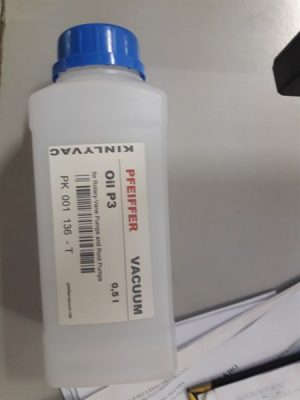 KINLYVAC
PFEIFFER VACUUM
Oil P3 0,5 l
for Rotary Vane Pumps and Root Pumps
PK 001 136 - T